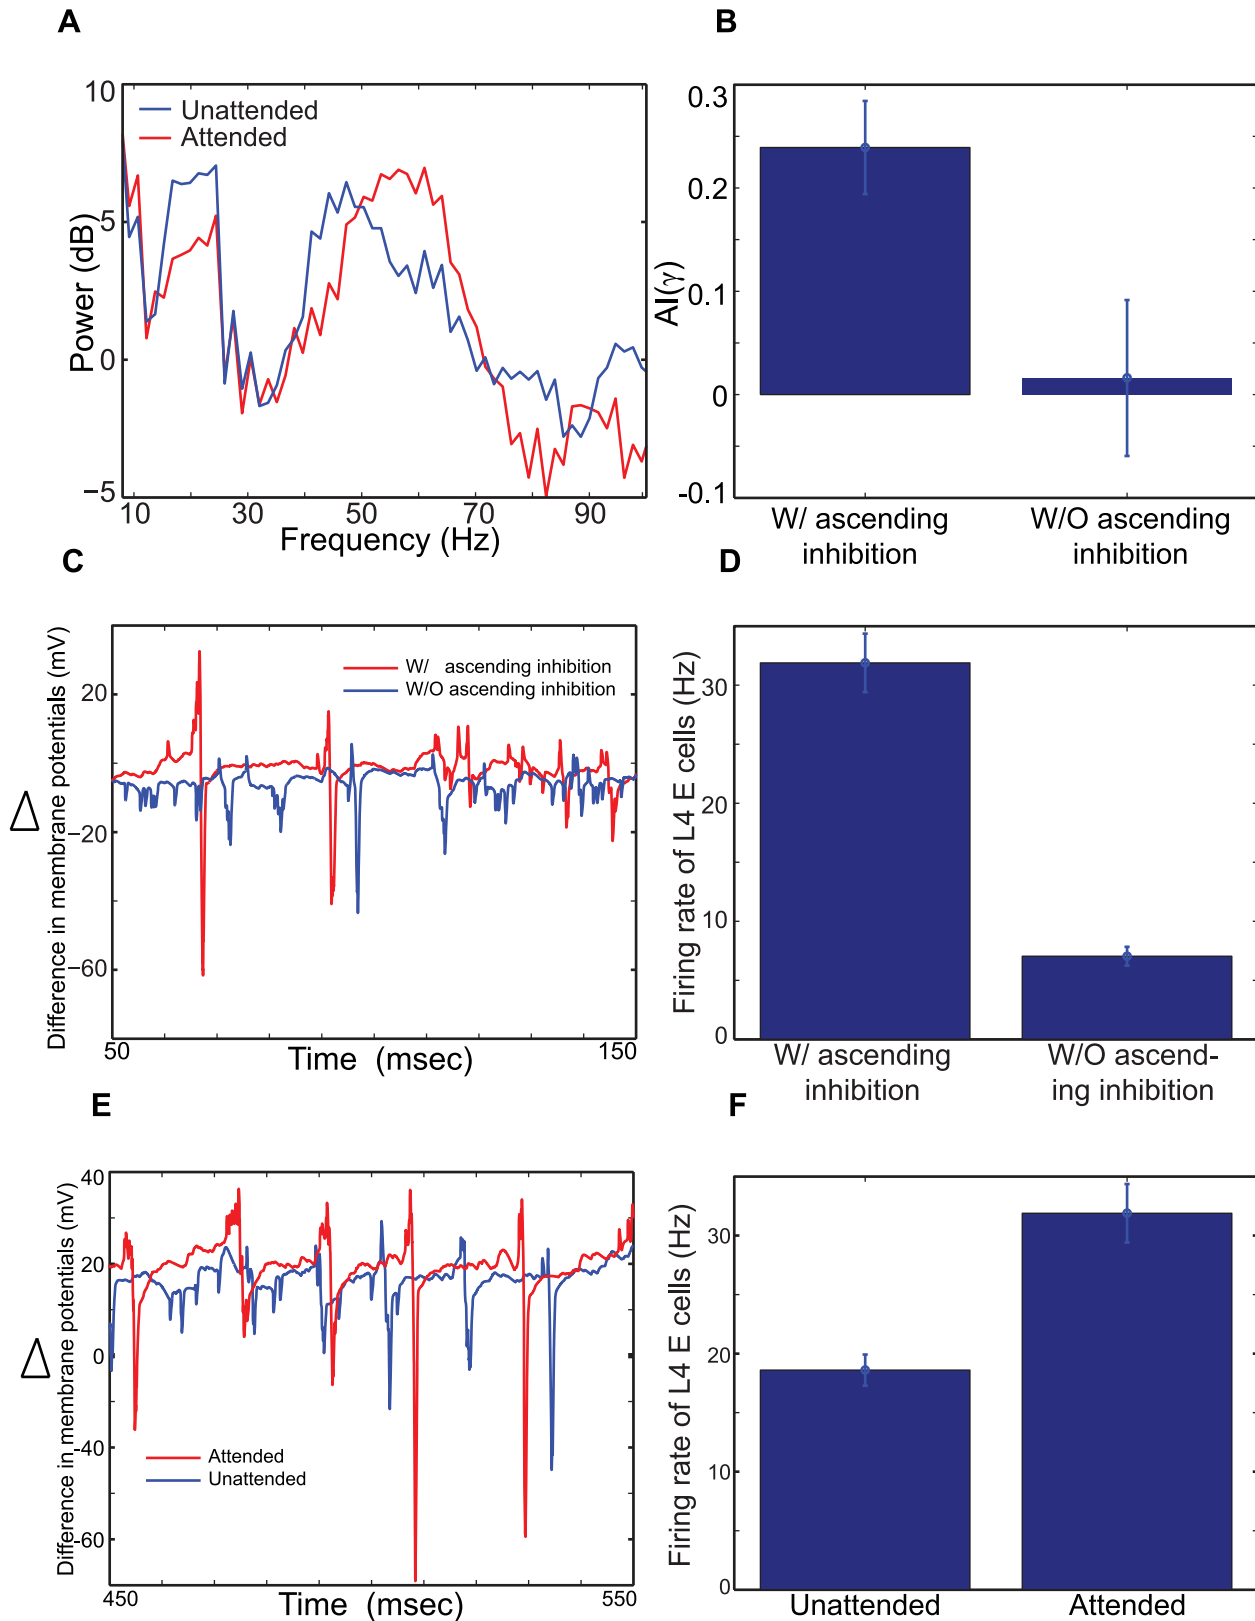 A
10
5
0
−5
Power (dB)
Unattended
Attended
10
30
50
70
90
Frequency (Hz)
B
0.3
0.2
0.1
0
-0.1
AI(γ)
W/ ascending
inhibition
W/O ascending
inhibition
C
20
−20
−60
Δ Difference in membrane potentials (mV)
W/ ascending inhibition
W/O ascending inhibition
50
150
Time (msec)
D
30
20
10
0
Firing rate of L4 E cells (Hz)
W/ ascending
inhibition
W/O ascend-
ing inhibition
E
40
20
0
-20
-40
-60
Δ Difference in membrane potentials (mV)
Attended
Unattended
450
550
Time (msec)
F
30
20
10
0
Firing rate of L4 E cells (Hz)
Unattended
Attended